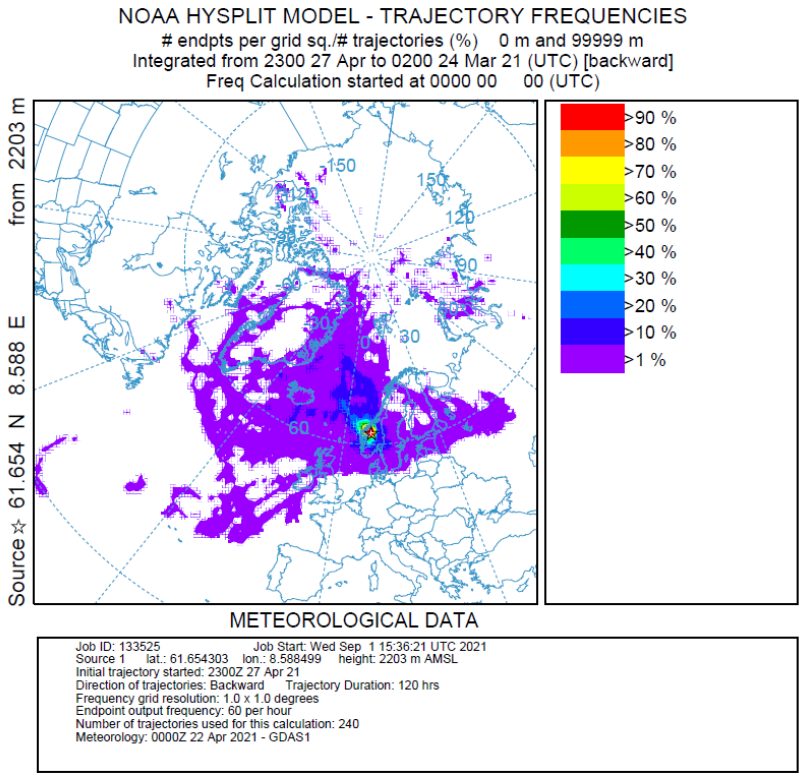 NOAA HYSPLIT MODEL - TRAJECTORY FREQUENCIES
# endpts per grid sq./# trajectories (%) 0 m and 99999 m
Integrated from 2300 27 Apr to 0200 24 Mar 21 (UTC) [backward]
Freq Calculation started at 0000 00 00 (UTC)
Source ☆ 61.654 N 8.588 E from 2203 m
150
150
120
120
90
30
0
30
60
>90 %
>80 %
>70 %
>60 %
>50 %
>40 %
>30 %
>20 %
>10 %
>1 %
METEOROLOGICAL DATA
Job ID: 133525 Job Start: Wed Sep 1 15:36:21 UTC 2021
Source 1 lat.: 61.654303 lon.: 8.588499 height: 2203 m AMSL
Initial trajectory started: 2300Z 27 Apr 21
Direction of trajectories: Backward Trajectory Duration: 120 hrs
Frequency grid resolution: 1.0 x 1.0 degrees
Endpoint output frequency: 60 per hour
Number of trajectories used for this calculation: 240
Meteorology: 0000Z 22 Apr 2021 - GDAS1